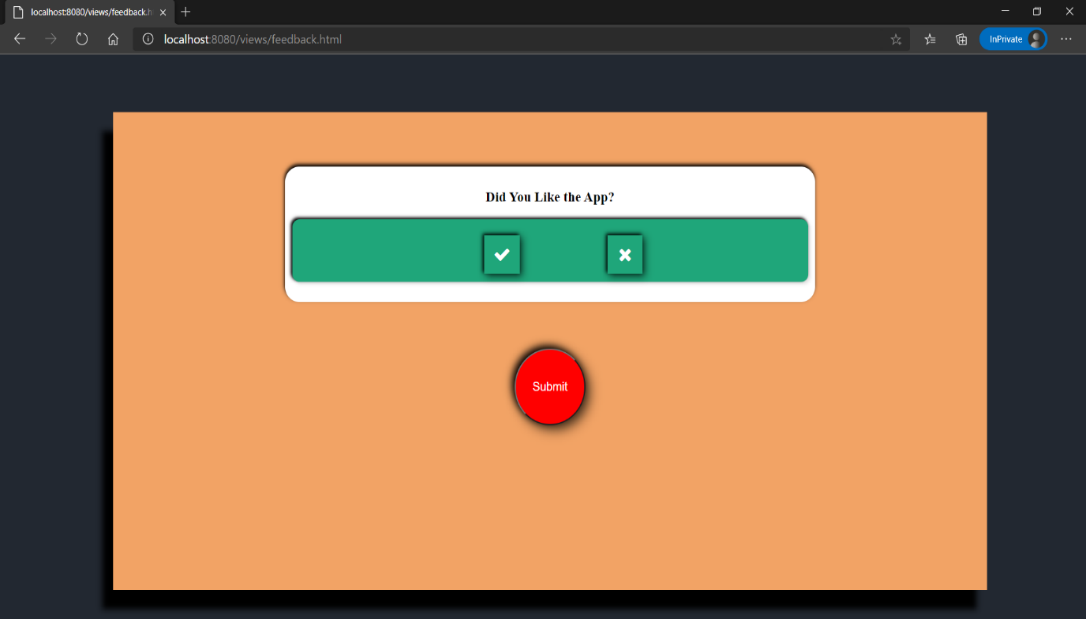 localhost:8080/views/feedback.h
localhost:8080/views/feedback.html
InPrivate
Did You Like the App?
Submit